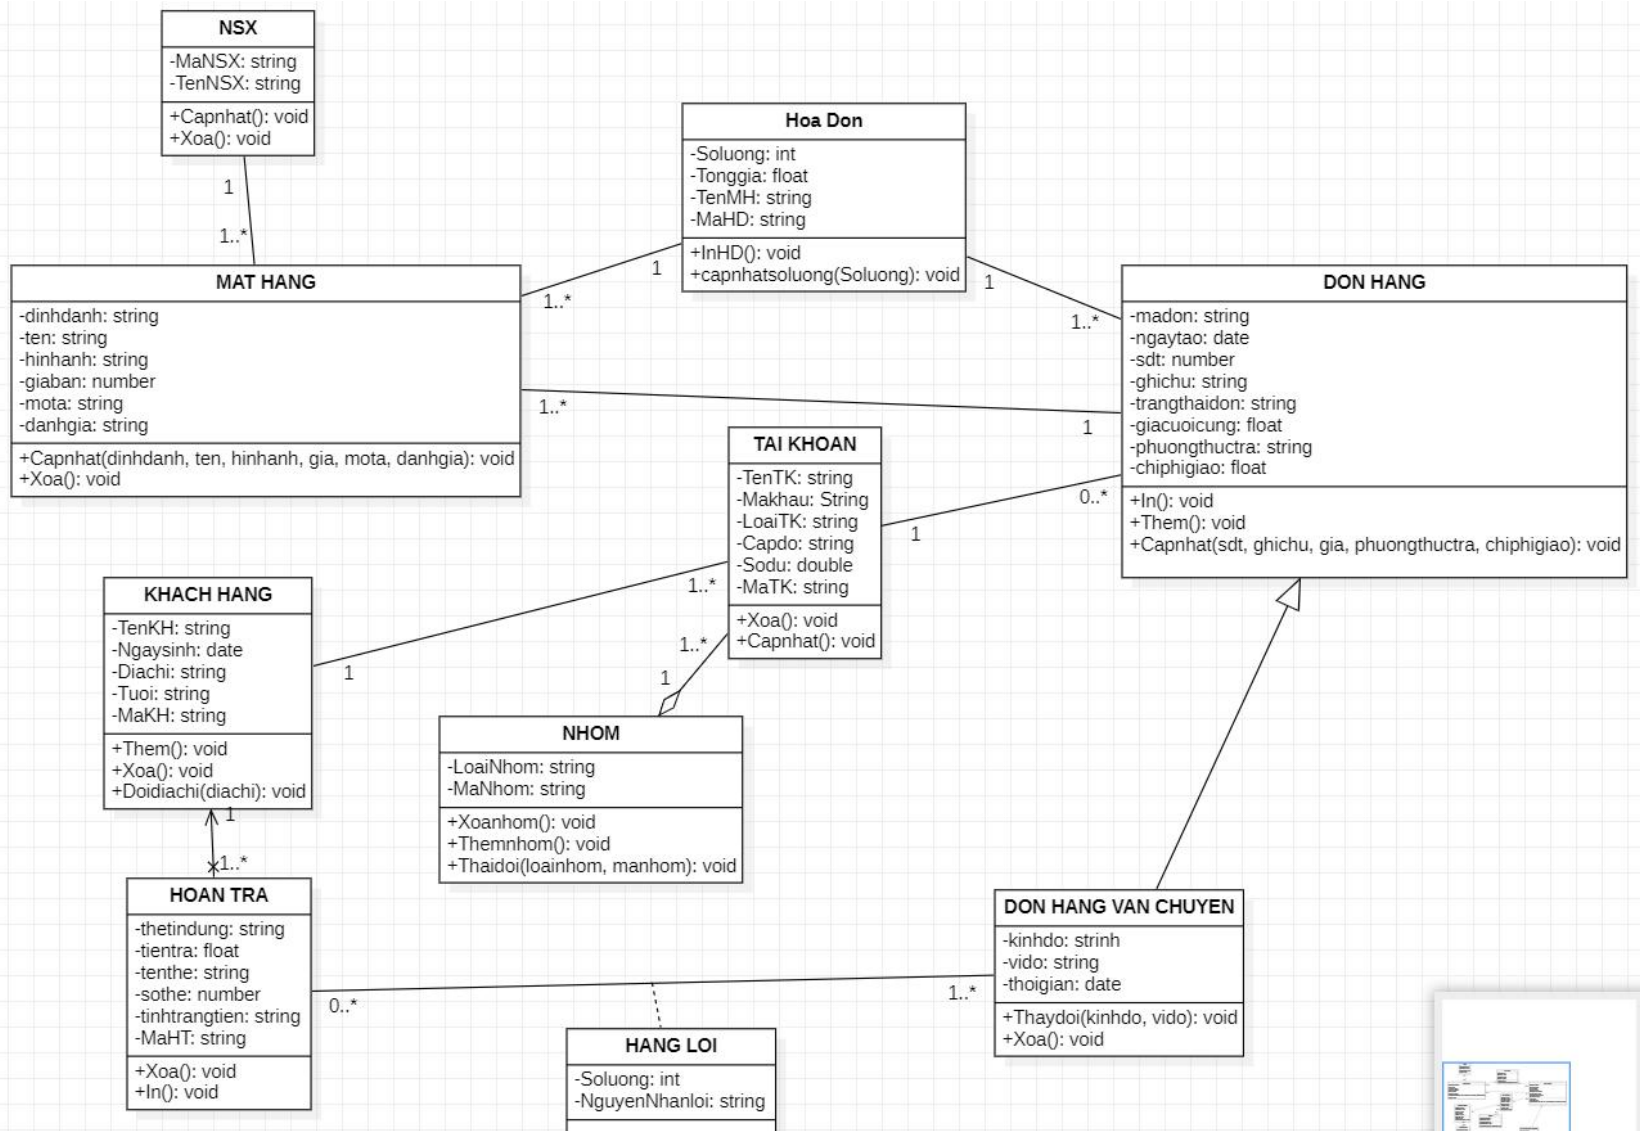 NSX
-MaNSX: string
-TenNSX: string
+Capnhat(): void
+Xoa(): void
1
1..*
Hoa Don
-Soluong: int
-Tonggia: float
-TenMH: string
-MaHD: string
+InHD(): void
+capnhatsoluong(Soluong): void
1
1..*
1
1..*
MAT HANG
-dinhdanh: string
-ten: string
-hinhanh: string
-giaban: number
-mota: string
-danhgia: string
+Capnhat(dinhdanh, ten, hinhanh, gia, mota, danhgia): void
+Xoa(): void
1..*
1
DON HANG
-madon: string
-ngaytao: date
-sdt: number
-ghichu: string
-trangthaidon: string
-giacuoicung: float
-phuongthuctra: string
-chiphigiao: float
+In(): void
+Them(): void
+Capnhat(sdt, ghichu, gia, phuongthuctra, chiphigiao): void
TAI KHOAN
-TenTK: string
-Makhau: String
-LoaiTK: string
-Capdo: string
-Sodu: double
-MaTK: string
+Xoa(): void
+Capnhat(): void
0..*
1
1..*
1
1..*
1
KHACH HANG
-TenKH: string
-Ngaysinh: date
-Diachi: string
-Tuoi: string
-MaKH: string
+Them(): void
+Xoa(): void
+Doidiachi(diachi): void
1
1..*
NHOM
-LoaiNhom: string
-MaNhom: string
+Xoanhom(): void
+Themnhom(): void
+Thaidoi(loainhom, manhom): void
HOAN TRA
-thetindung: string
-tientra: float
-tenthe: string
-sothe: number
-tinhtrangtien: string
-MaHT: string
+Xoa(): void
+In(): void
0..*
1..*
DON HANG VAN CHUYEN
-kinhdo: strinh
-vido: string
-thoigian: date
+Thaydoi(kinhdo, vido): void
+Xoa(): void
HANG LOI
-Soluong: int
-NguyenNhanloi: string